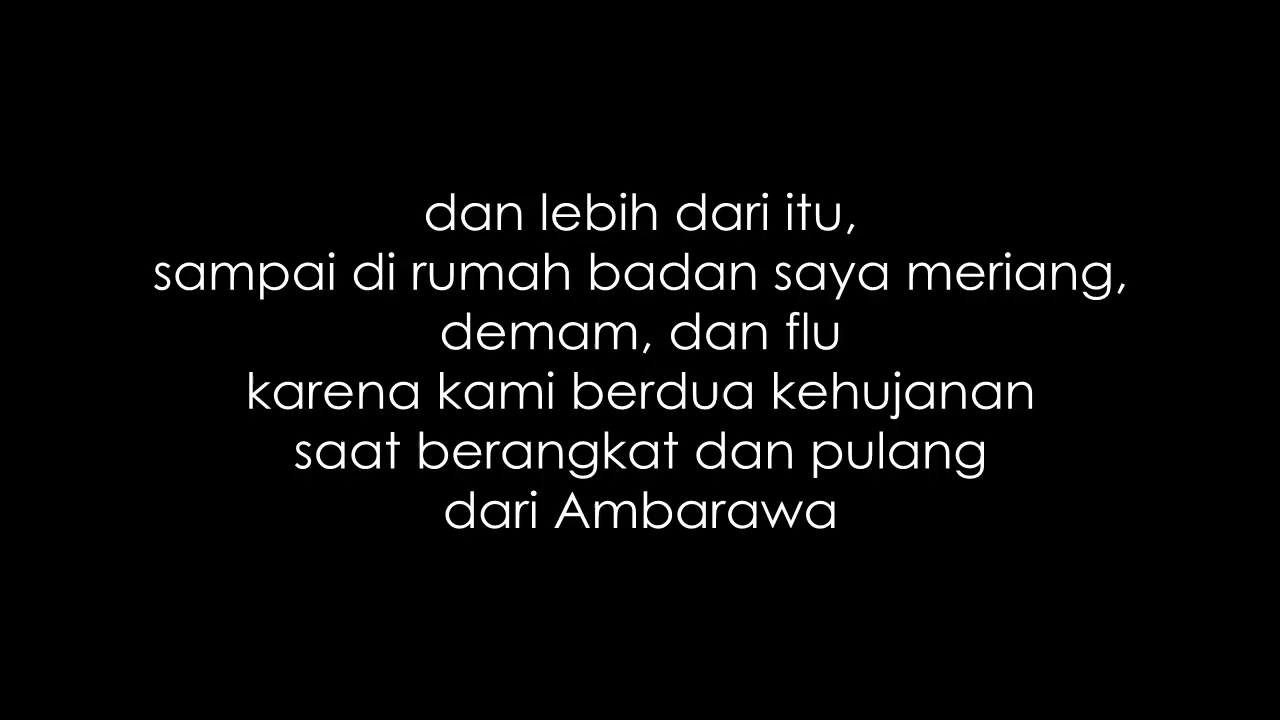 dan lebih dari itu,
sampai di rumah badan saya meriang,
demam, dan flu
karena kami berdua kehujanan
saat berangkat dan pulang
dari Ambarawa